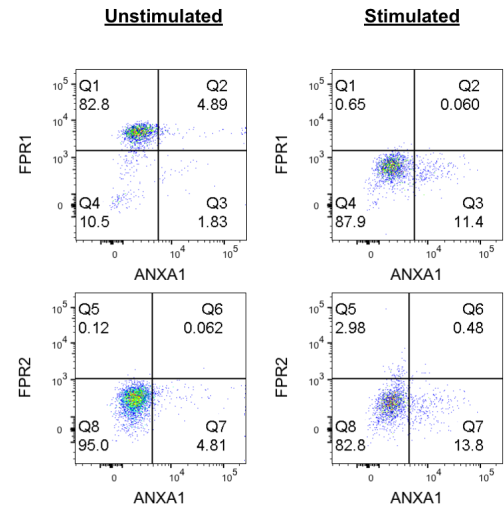 Unstimulated
Stimulated
10⁵
10⁴
10³
0
FPR1
Q1
82.8
Q2
4.89
Q4
10.5
Q3
1.83
0
10⁴
10⁵
ANXA1
10⁵
10⁴
10³
0
FPR1
Q1
0.65
Q2
0.060
Q4
87.9
Q3
11.4
0
10⁴
10⁵
ANXA1
10⁵
10⁴
10³
0
FPR2
Q5
0.12
Q6
0.062
Q8
95.0
Q7
4.81
0
10⁴
10⁵
ANXA1
10⁵
10⁴
10³
0
FPR2
Q5
2.98
Q6
0.48
Q8
82.8
Q7
13.8
0
10⁴
10⁵
ANXA1